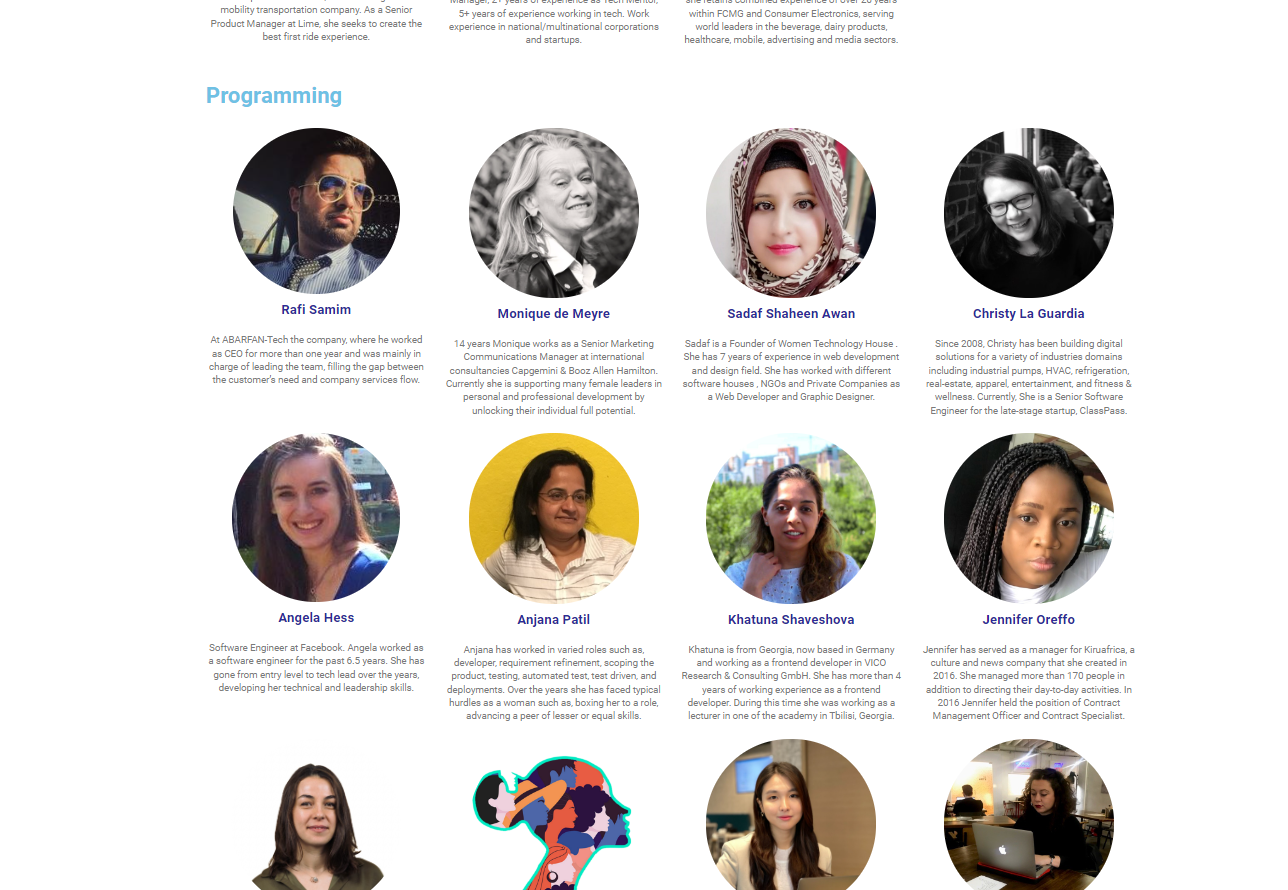 mobility transportation company. As a Senior
Product Manager at Lime, she seeks to create the
best first ride experience.
Manager, 2+ years of experience as Tech Mentor,
5+ years of experience working in tech. Work
experience in national/multinational corporations
and startups.
she retains combined experience of over 20 years
within FCMG and Consumer Electronics, serving
world leaders in the beverage, dairy products,
healthcare, mobile, advertising and media sectors.
Programming
Rafi Samim
At ABARFAN-Tech the company, where he worked
as CEO for more than one year and was mainly in
charge of leading the team, filling the gap between
the customer's need and company services flow.
Monique de Meyre
14 years Monique works as a Senior Marketing
Communications Manager at international
consultancies Capgemini & Booz Allen Hamilton.
Currently she is supporting many female leaders in
personal and professional development by
unlocking their individual full potential.
Sadaf Shaheen Awan
Sadaf is a Founder of Women Technology House .
She has 7 years of experience in web development
and design field. She has worked with different
software houses , NGOs and Private Companies as
a Web Developer and Graphic Designer.
Christy La Guardia
Since 2008, Christy has been building digital
solutions for a variety of industries domains
including industrial pumps, HVAC, refrigeration,
real-estate, apparel, entertainment, and fitness &
wellness. Currently, She is a Senior Software
Engineer for the late-stage startup, ClassPass.
Angela Hess
Software Engineer at Facebook. Angela worked as
a software engineer for the past 6.5 years. She has
gone from entry level to tech lead over the years,
developing her technical and leadership skills.
Anjana Patil
Anjana has worked in varied roles such as,
developer, requirement refinement, scoping the
product, testing, automated test, test driven, and
deployments. Over the years she has faced typical
hurdles as a woman such as, boxing her to a role,
advancing a peer of lesser or equal skills.
Khatuna Shaveshova
Khatuna is from Georgia, now based in Germany
and working as a frontend developer in VICO
Research & Consulting GmbH. She has more than 4
years of working experience as a frontend
developer. During this time she was working as a
lecturer in one of the academy in Tbilisi, Georgia.
Jennifer Oreffo
Jennifer has served as a manager for Kiruafrica, a
culture and news company that she created in
2016. She managed more than 170 people in
addition to directing their day-to-day activities. In
2016 Jennifer held the position of Contract
Management Officer and Contract Specialist.